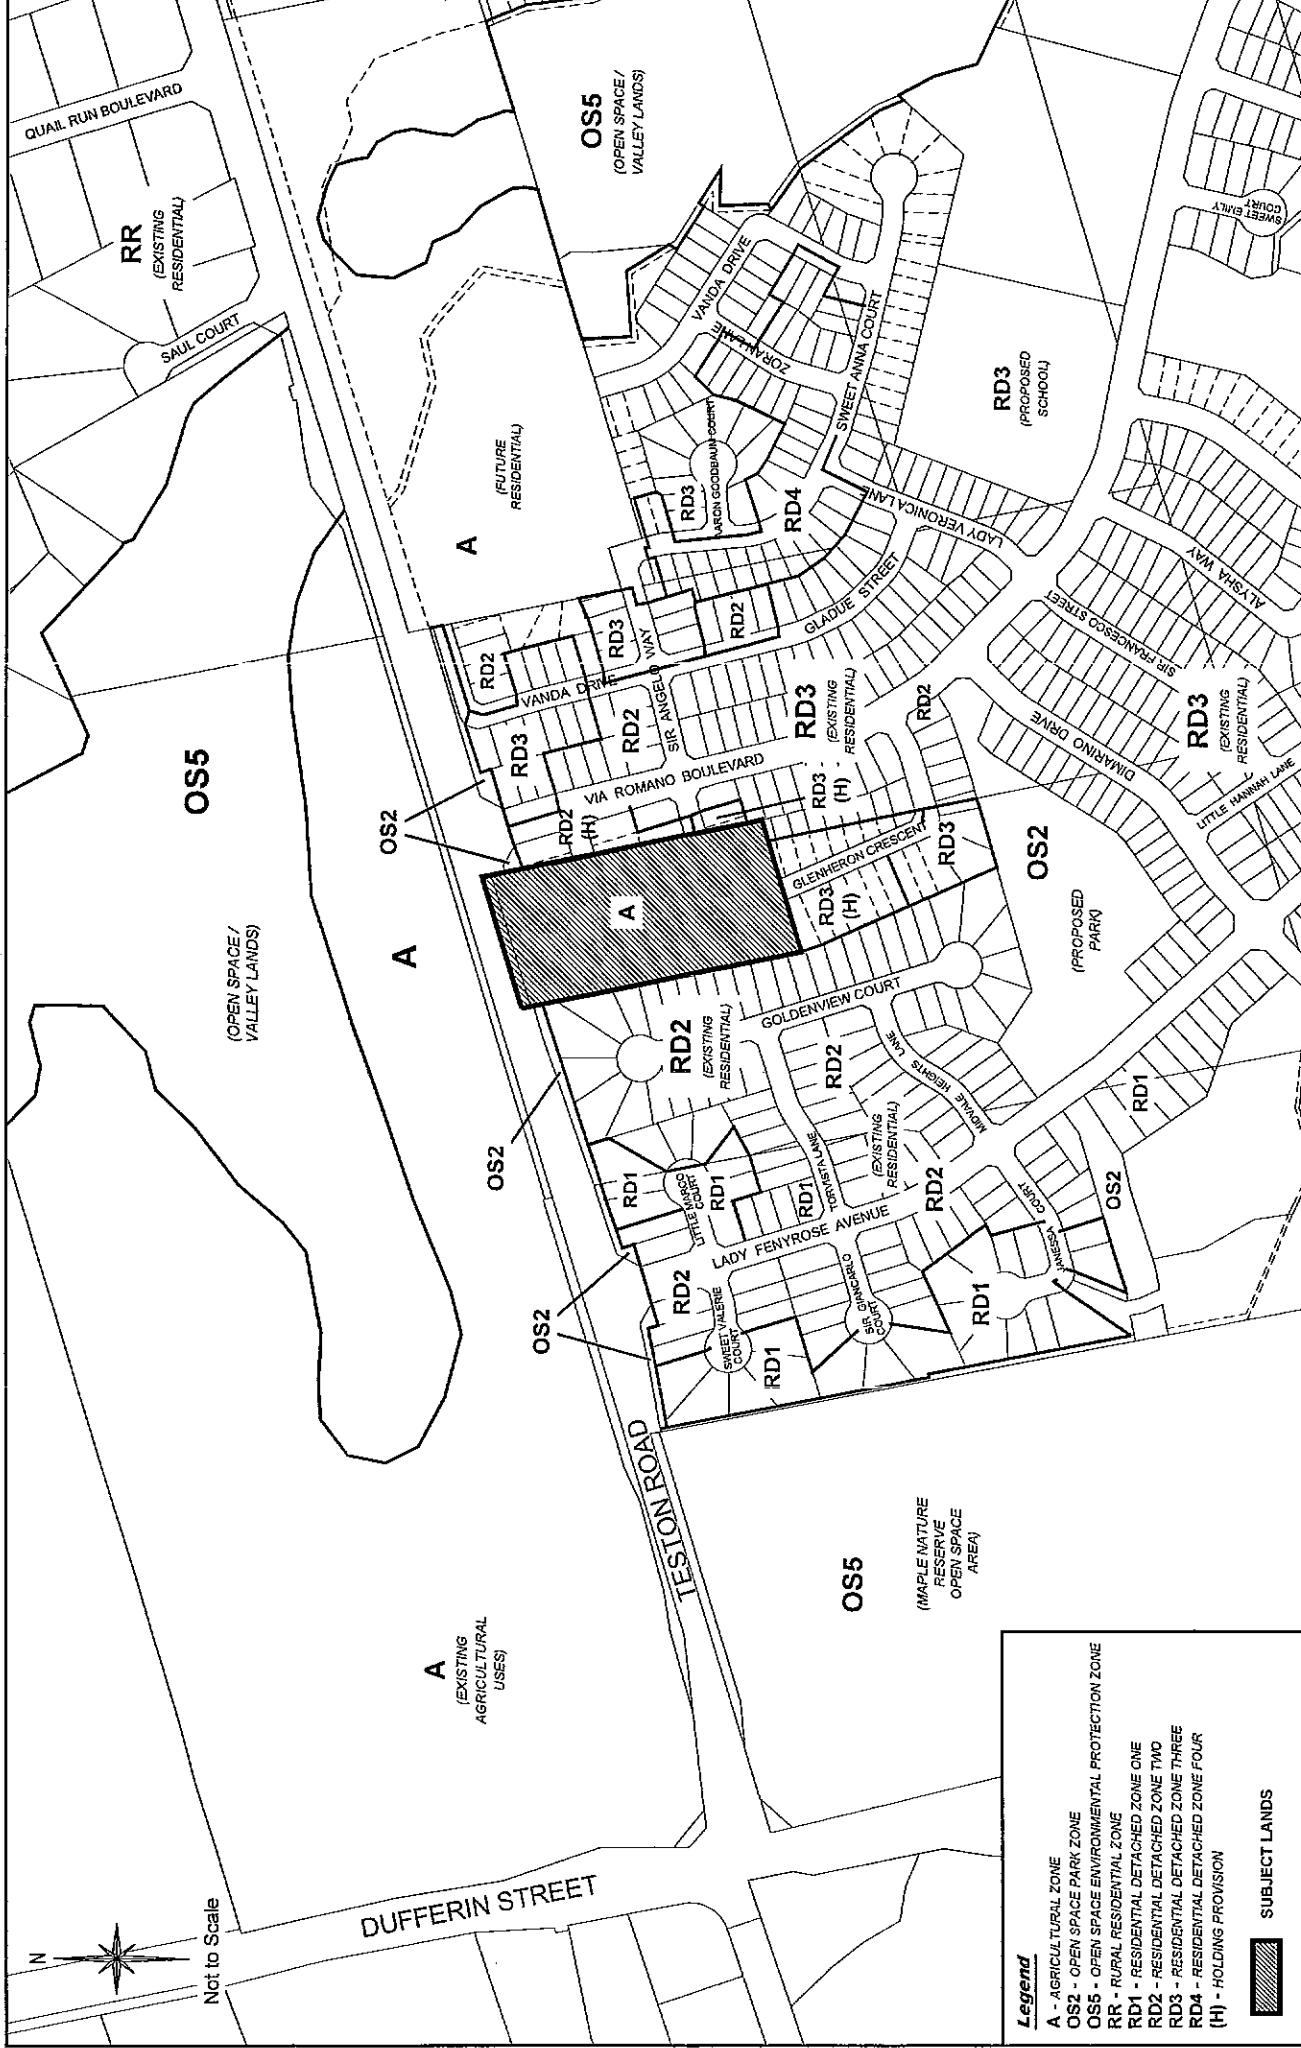 N
Not to Scale
DUFFERIN STREET
TESTON ROAD
A
(EXISTING
AGRICULTURAL
USES)
OS5
(OPEN SPACE /
VALLEY LANDS)
A
OS5
(MAPLE NATURE
RESERVE
OPEN SPACE
AREA)
RR
(EXISTING
RESIDENTIAL)
QUAIL RUN BOULEVARD
SAUL COURT
A
(FUTURE
RESIDENTIAL)
OS5
(OPEN SPACE /
VALLEY LANDS)
OS2
OS2
OS2
RD1
RD2
LITTLE MARCO
COURT
RD1
RD1
TORVISTA LANE
LADY FENYROSE AVENUE
SWEET VALERIE
COURT
RD1
SIR GIANCARLO
COURT
RD1
JANESSA COURT
OS2
RD1
RD2
(EXISTING
RESIDENTIAL)
RD2
MIDVALE HEIGHTS LANE
GOLDENVIEW COURT
RD2
(EXISTING
RESIDENTIAL)
A
RD3
(H)
GLENHERON CRESCENT
RD3
RD3
(H)
RD2
(H)
VIA ROMANO BOULEVARD
RD3
RD2
SIR ANGELO WAY
VANDA DRIVE
RD2
RD3
RD2
GLADUE STREET
RD3
(EXISTING
RESIDENTIAL)
RD2
OS2
(PROPOSED
PARK)
DIMARINO DRIVE
LITTLE HANNAH LANE
RD3
(EXISTING
RESIDENTIAL)
SIR FRANCESCO STREET
ALYSHA WAY
LADY VERONICA LANE
RD4
RD3
AARON GOODBAUM COURT
ZORAN LANE
VANDA DRIVE
SWEET ANNA COURT
RD3
(PROPOSED
SCHOOL)
SWEET EMILY
COURT
Legend
A - AGRICULTURAL ZONE
OS2 - OPEN SPACE PARK ZONE
OS5 - OPEN SPACE ENVIRONMENTAL PROTECTION ZONE
RR - RURAL RESIDENTIAL ZONE
RD1 - RESIDENTIAL DETACHED ZONE ONE
RD2 - RESIDENTIAL DETACHED ZONE TWO
RD3 - RESIDENTIAL DETACHED ZONE THREE
RD4 - RESIDENTIAL DETACHED ZONE FOUR
(H) - HOLDING PROVISION
SUBJECT LANDS